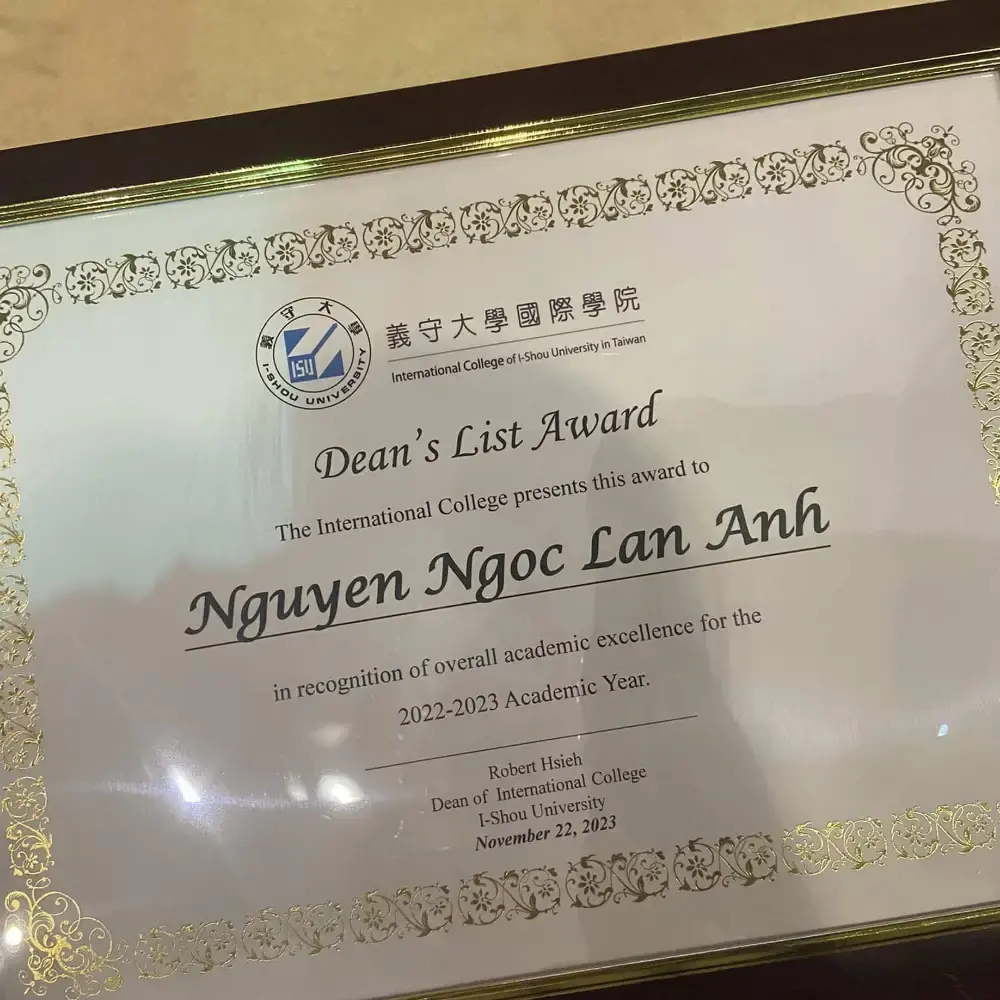 義守大學
ISU
I-SHOU UNIVERSITY
義守大學國際學院
International College of I-Shou University in Taiwan
Dean's List Award
The International College presents this award to
Nguyen Ngoc Lan Anh
in recognition of overall academic excellence for the
2022-2023 Academic Year.
Robert Hsieh
Dean of International College
I-Shou University
November 22, 2023